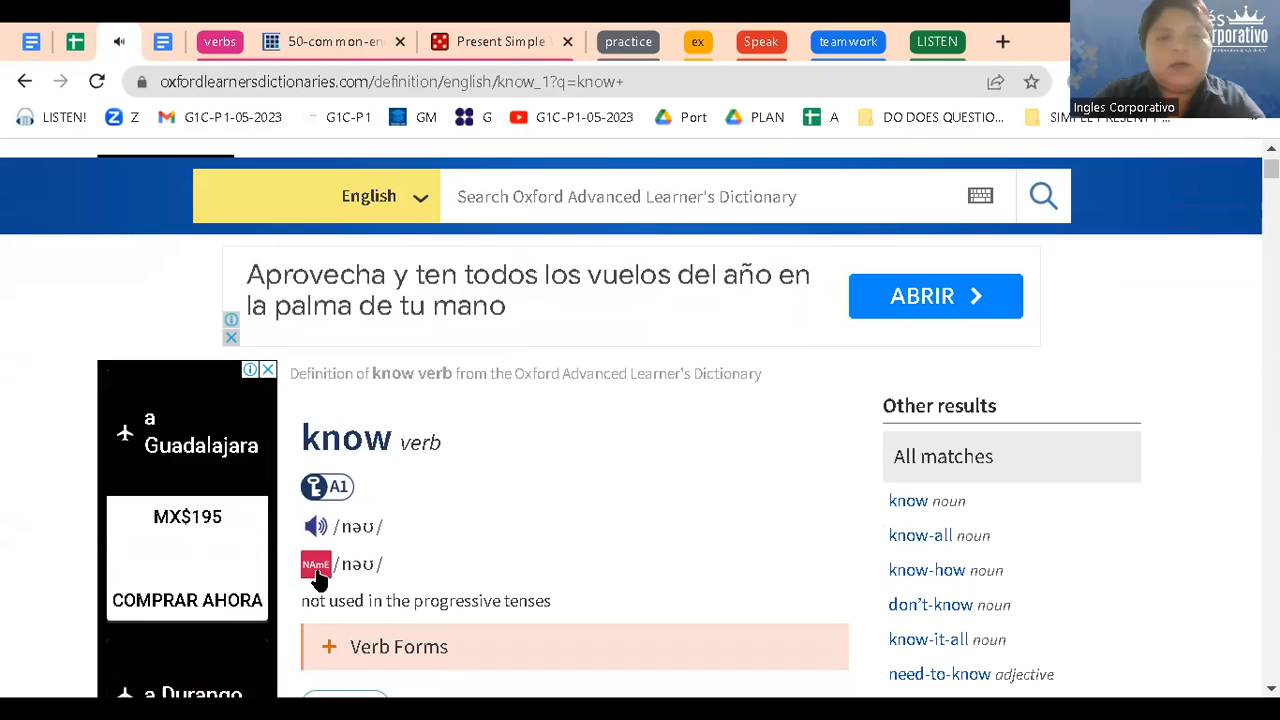 verbs
50-common-en
Present Simple
practice
ex
Speak
teamwork
LISTEN
oxfordlearnersdictionaries.com/definition/english/know_1?q=know+
és
orporativo
Ingles Corporativo
LISTEN!
Z
G1C-P1-05-2023
G1C-P1
GM
G
G1C-P1-05-2023
Port
PLAN
A
DO DOES QUESTIO...
English
Search Oxford Advanced Learner's Dictionary
Aprovecha y ten todos los vuelos del año en
la palma de tu mano
ABRIR
a
Guadalajara
MX$195
COMPRAR AHORA
a Durango
Definition of know verb from the Oxford Advanced Learner's Dictionary
know verb
A1
/nəʊ/
NAmE /nəʊ/
not used in the progressive tenses
+ Verb Forms
Other results
All matches
know noun
know-all noun
know-how noun
don't-know noun
know-it-all noun
need-to-know adjective